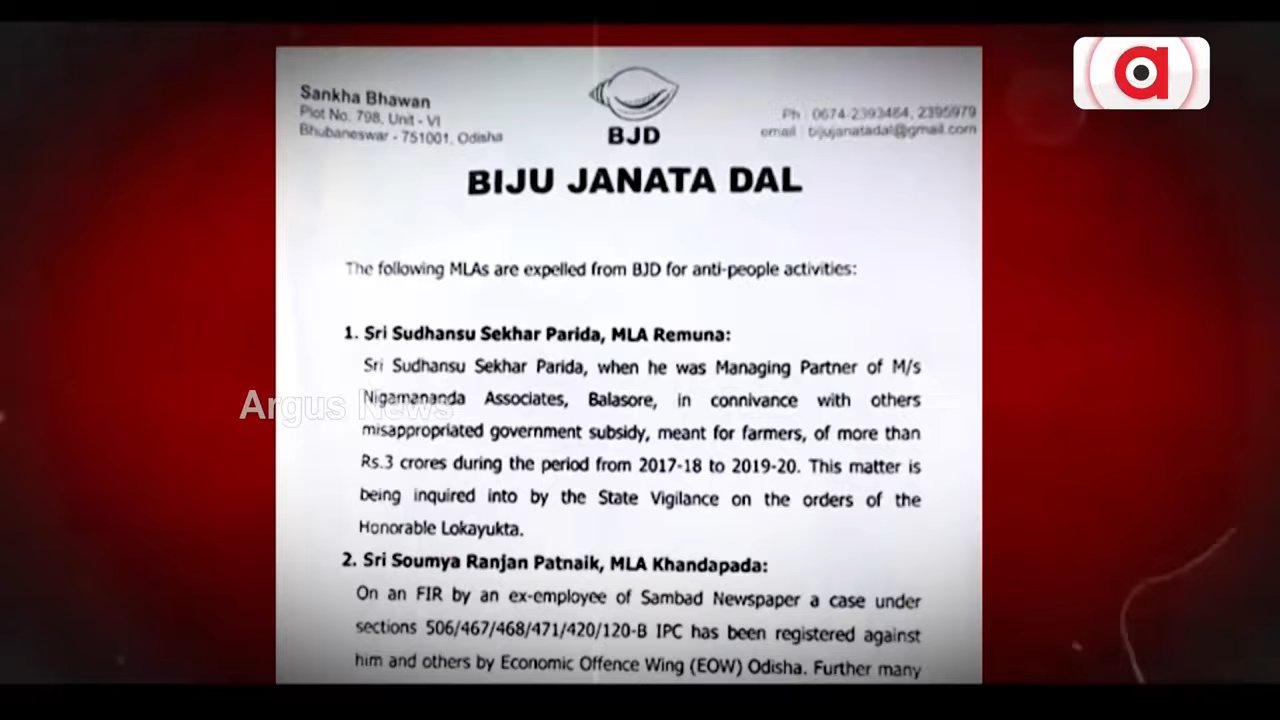 Sankha Bhawan
Plot No. 798, Unit - VI
Bhubaneswar - 751001, Odisha
BJD
Ph : 0674-2393464, 2395979
email : bijujanatadal@gmail.com
a
BIJU JANATA DAL
The following MLAs are expelled from BJD for anti-people activities:
1. Sri Sudhansu Sekhar Parida, MLA Remuna:
Sri Sudhansu Sekhar Parida, when he was Managing Partner of M/s
Nigamananda Associates, Balasore, in connivance with others
Argus News
misappropriated government subsidy, meant for farmers, of more than
Rs.3 crores during the period from 2017-18 to 2019-20. This matter is
being inquired into by the State Vigilance on the orders of the
Honorable Lokayukta.
2. Sri Soumya Ranjan Patnaik, MLA Khandapada:
On an FIR by an ex-employee of Sambad Newspaper a case under
sections 506/467/468/471/420/120-B IPC has been registered against
him and others by Economic Offence Wing (EOW) Odisha. Further many